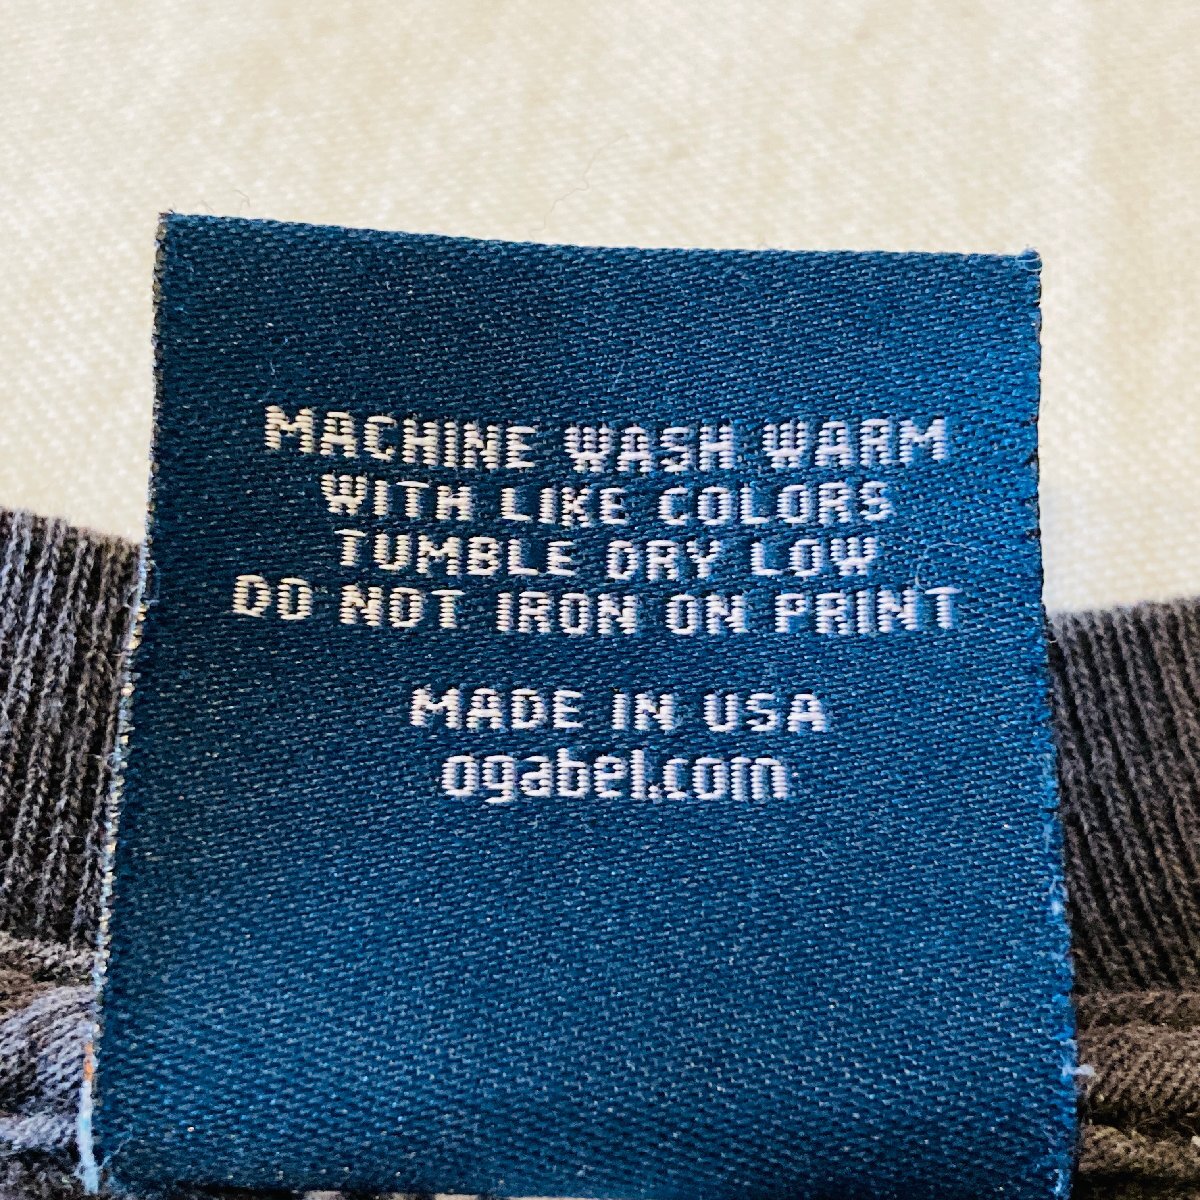 MACHINE WASH WARM
WITH LIKE COLORS
TUMBLE DRY LOW
DO NOT IRON ON PRINT
MADE IN USA
ogabel.com